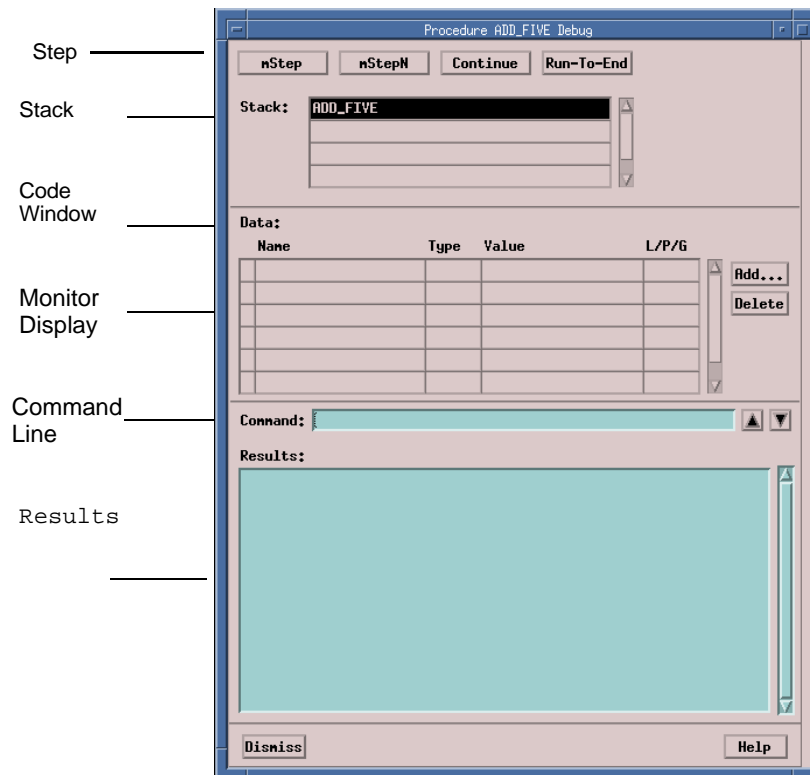 Procedure ADD_FIVE Debug
Step
mStep mStepN Continue Run-To-End
Stack
Stack: ADD_FIVE
Code
Window
Data:
Name Type Value L/P/G
Add...
Monitor
Display
Delete
Command
Line
Command:
Results:
Results
Dismiss Help